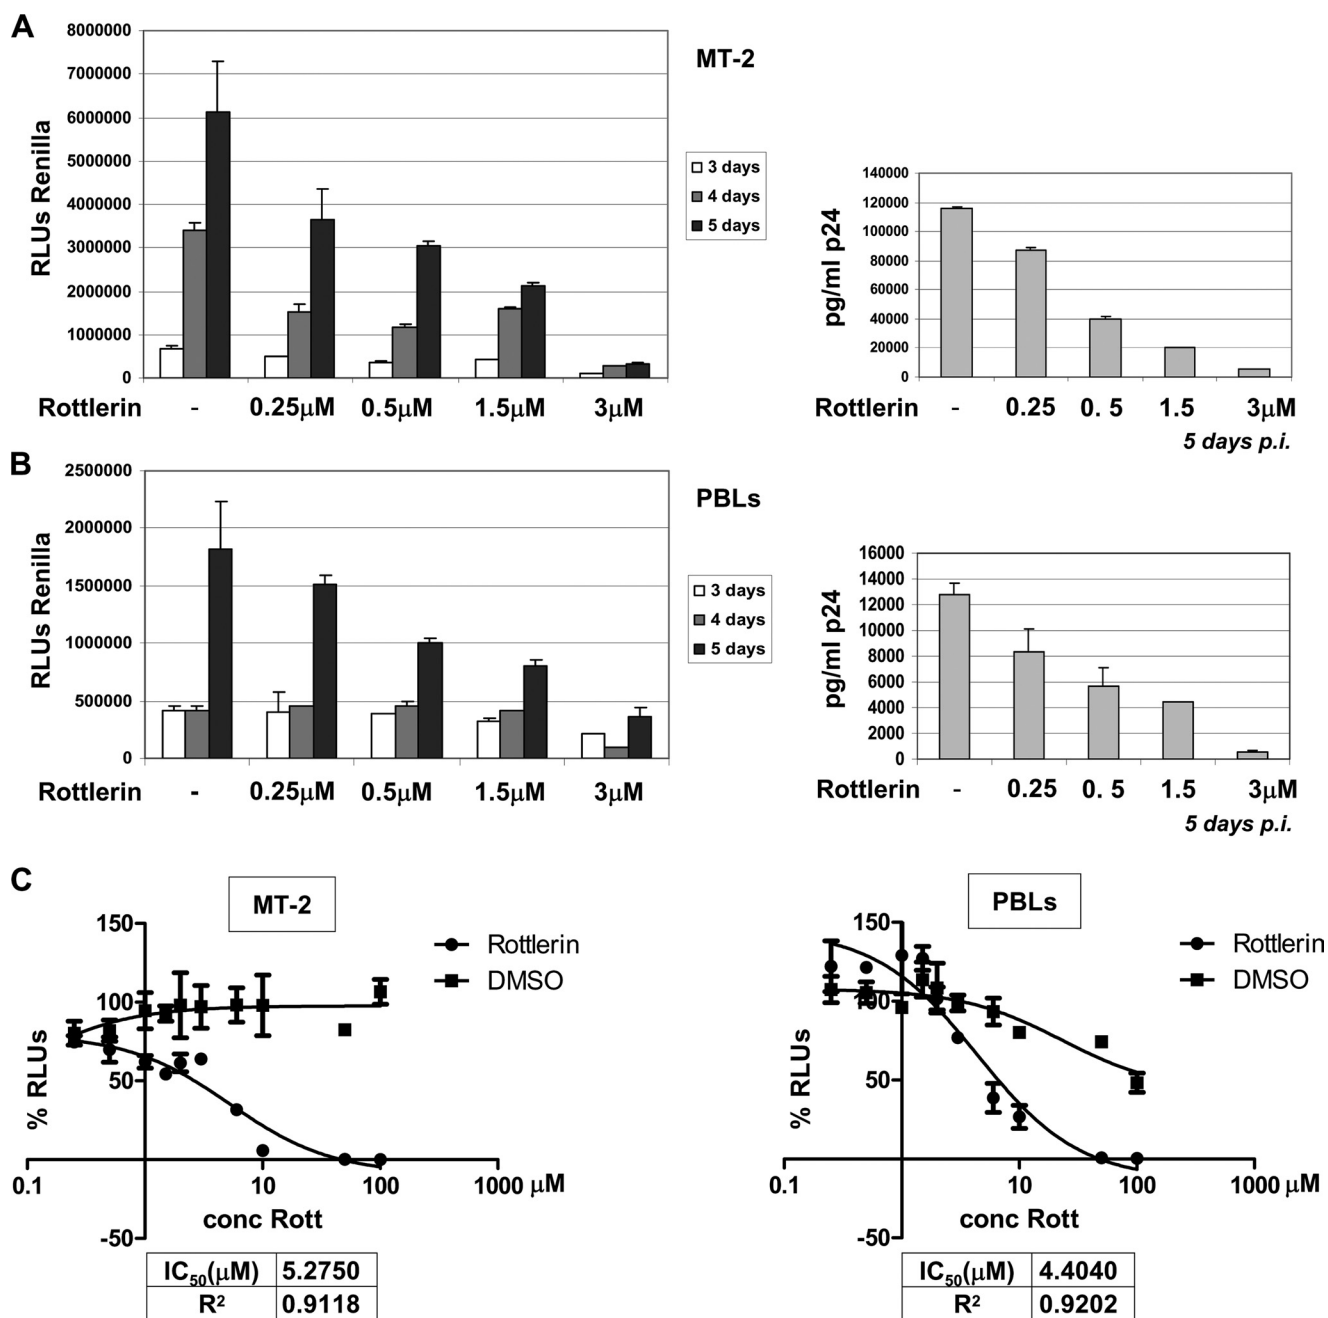 A
MT-2
RLUs Renilla
8000000
7000000
6000000
5000000
4000000
3000000
2000000
1000000
0
3 days
4 days
5 days
Rottlerin - 0.25μM 0.5μM 1.5μM 3μM
pg/ml p24
140000
120000
100000
80000
60000
40000
20000
0
Rottlerin - 0.25 0. 5 1.5 3μM
5 days p.i.
B
PBLs
RLUs Renilla
2500000
2000000
1500000
1000000
500000
0
3 days
4 days
5 days
Rottlerin - 0.25μM 0.5μM 1.5μM 3μM
pg/ml p24
16000
14000
12000
10000
8000
6000
4000
2000
0
Rottlerin - 0.25 0. 5 1.5 3μM
5 days p.i.
C
MT-2
% RLUs
150
100
50
-50
Rottlerin
DMSO
0.1 10 100 1000 μM
conc Rott
IC50(μM) 5.2750
R² 0.9118
PBLs
% RLUs
150
100
50
-50
Rottlerin
DMSO
0.1 10 100 1000 μM
conc Rott
IC50(μM) 4.4040
R² 0.9202